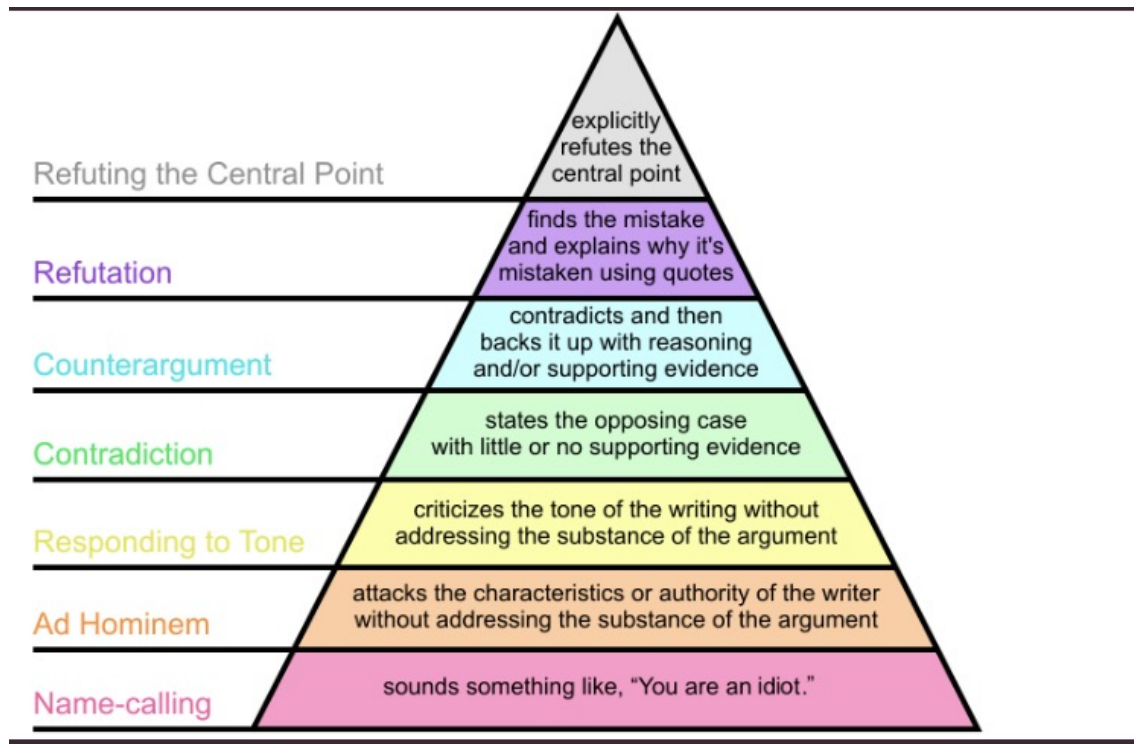 explicitly
refutes the
central point
Refuting the Central Point
finds the mistake
and explains why it's
mistaken using quotes
Refutation
contradicts and then
backs it up with reasoning
and/or supporting evidence
Counterargument
states the opposing case
with little or no supporting evidence
Contradiction
criticizes the tone of the writing without
addressing the substance of the argument
Responding to Tone
attacks the characteristics or authority of the writer
without addressing the substance of the argument
Ad Hominem
sounds something like, “You are an idiot.”
Name-calling